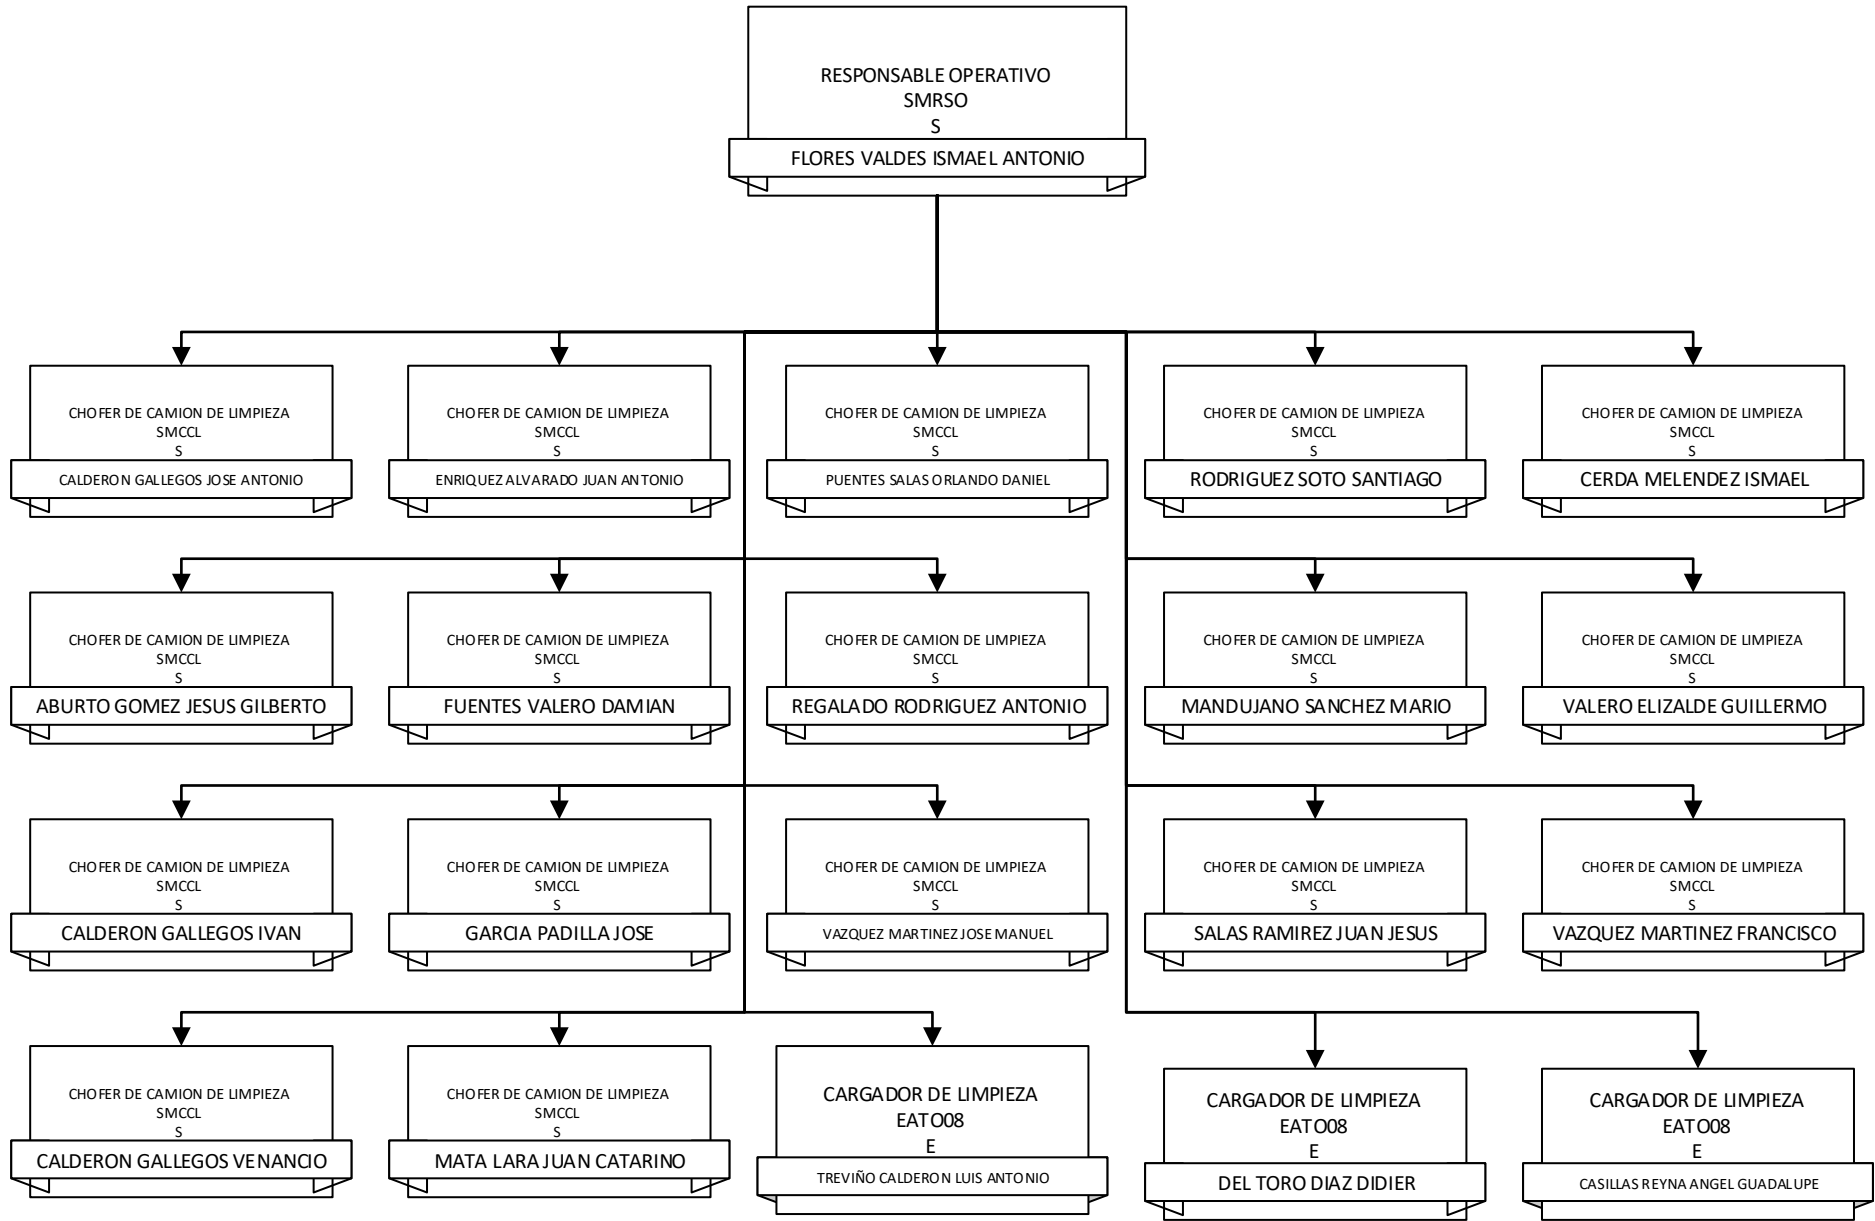 RESPONSABLE OPERATIVO
SMRSO
S
FLORES VALDES ISMAEL ANTONIO
CHOFER DE CAMION DE LIMPIEZA
SMCCL
S
CALDERON GALLEGOS JOSE ANTONIO
CHOFER DE CAMION DE LIMPIEZA
SMCCL
S
ENRIQUEZ ALVARADO JUAN ANTONIO
CHOFER DE CAMION DE LIMPIEZA
SMCCL
S
PUENTES SALAS ORLANDO DANIEL
CHOFER DE CAMION DE LIMPIEZA
SMCCL
S
RODRIGUEZ SOTO SANTIAGO
CHOFER DE CAMION DE LIMPIEZA
SMCCL
S
CERDA MELENDEZ ISMAEL
CHOFER DE CAMION DE LIMPIEZA
SMCCL
S
ABURTO GOMEZ JESUS GILBERTO
CHOFER DE CAMION DE LIMPIEZA
SMCCL
S
FUENTES VALERO DAMIAN
CHOFER DE CAMION DE LIMPIEZA
SMCCL
S
REGALADO RODRIGUEZ ANTONIO
CHOFER DE CAMION DE LIMPIEZA
SMCCL
S
MANDUJANO SANCHEZ MARIO
CHOFER DE CAMION DE LIMPIEZA
SMCCL
S
VALERO ELIZALDE GUILLERMO
CHOFER DE CAMION DE LIMPIEZA
SMCCL
S
CALDERON GALLEGOS IVAN
CHOFER DE CAMION DE LIMPIEZA
SMCCL
S
GARCIA PADILLA JOSE
CHOFER DE CAMION DE LIMPIEZA
SMCCL
S
VAZQUEZ MARTINEZ JOSE MANUEL
CHOFER DE CAMION DE LIMPIEZA
SMCCL
S
SALAS RAMIREZ JUAN JESUS
CHOFER DE CAMION DE LIMPIEZA
SMCCL
S
VAZQUEZ MARTINEZ FRANCISCO
CHOFER DE CAMION DE LIMPIEZA
SMCCL
S
CALDERON GALLEGOS VENANCIO
CHOFER DE CAMION DE LIMPIEZA
SMCCL
S
MATA LARA JUAN CATARINO
CARGADOR DE LIMPIEZA
EATO08
E
TREVIÑO CALDERON LUIS ANTONIO
CARGADOR DE LIMPIEZA
EATO08
E
DEL TORO DIAZ DIDIER
CARGADOR DE LIMPIEZA
EATO08
E
CASILLAS REYNA ANGEL GUADALUPE